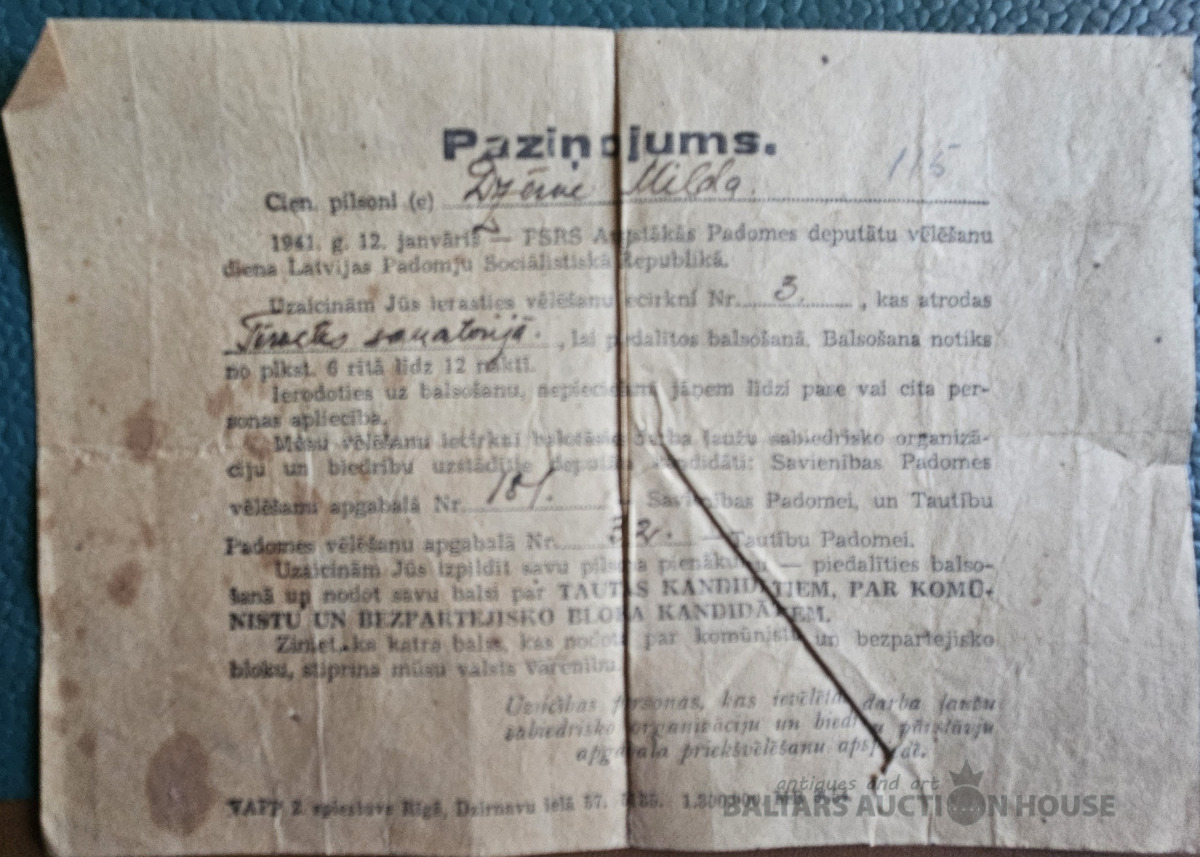 Paziņojums.
115
Cien. pilsoni (e) Dzērve Milda.
1941. g. 12. janvāris — PSRS Augstākās Padomes deputātu vēlēšanu
diena Latvijas Padomju Sociālistiskā Republikā.
Uzaicinām Jūs ierasties vēlēšanu iecirknī Nr. 3. , kas atrodas
Tērvetes sanatorijā. , lai piedalītos balsošanā. Balsošana notiks
no plkst. 6 rītā līdz 12 naktī.
Ierodoties uz balsošanu, nepieciešami jāņem līdzi pase vai cita per-
sonas apliecība.
Mūsu vēlēšanu iecirknī balotēsies darba ļaužu sabiedrisko organizā-
ciju un biedrību uzstādītie deputātu kandidāti: Savienības Padomes
vēlēšanu apgabalā Nr. — Savienības Padomei, un Tautību
Padomes vēlēšanu apgabalā Nr. 32. — Tautību Padomei.
Uzaicinām Jūs izpildīt savu pilsoņa pienākumu — piedalīties balso-
šanā un nodot savu balsi par TAUTAS KANDIDĀTIEM, PAR KOMŪ-
NISTU UN BEZPARTEJISKO BLOKA KANDIDĀTIEM.
Ziniet, ka katra balss, kas nodota par komūnistu un bezpartejisko
bloku, stiprina mūsu valsts varenību.
Uzticības personas, kas ievēlētas darba ļaužu
sabiedrisko organizāciju un biedrību pārstāvju
apgabala priekšvēlēšanu apspriedē.
VAPP 2. spiestuve Rīgā, Dzirnavu ielā 57.
antiques and art
BALTARS AUCTION HOUSE